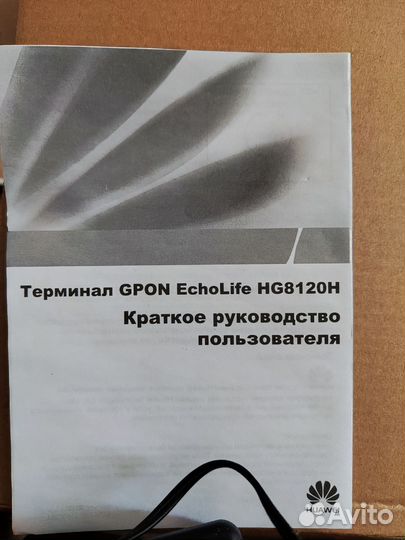 Терминал GPON EchoLife HG8120H
Краткое руководство
пользователя
HUAWEI
Avito